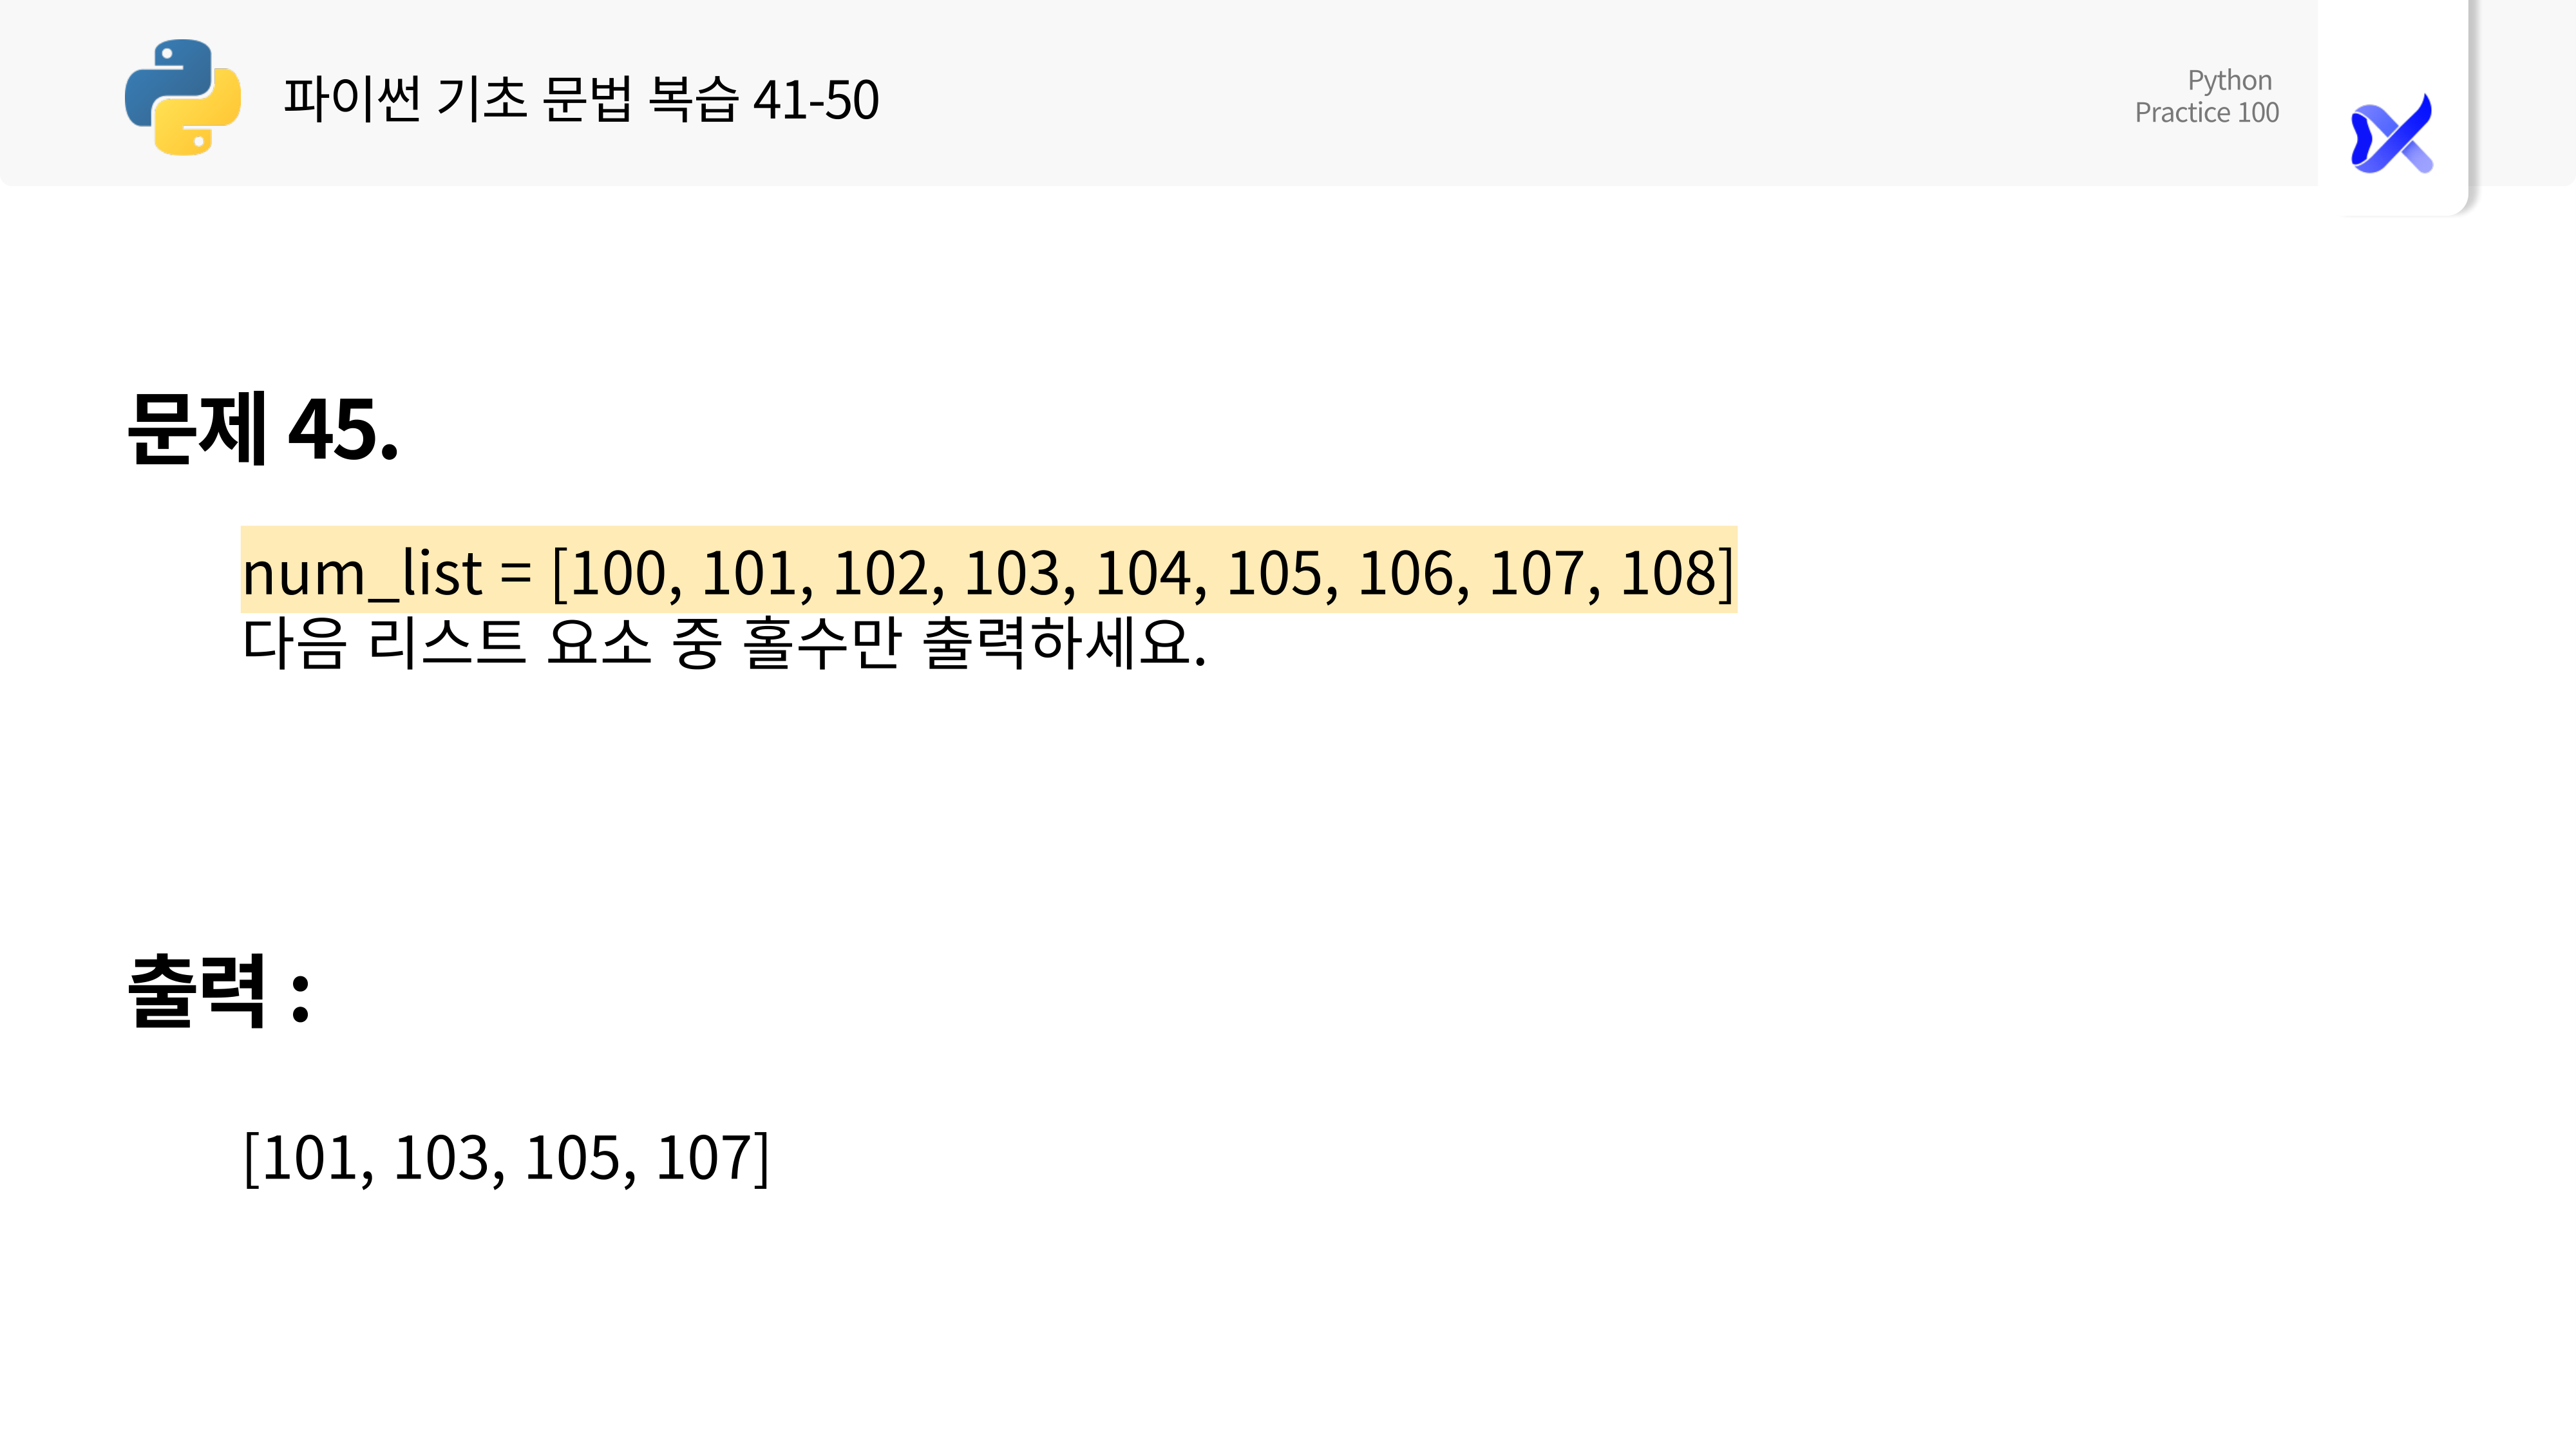 파이썬 기초 문법 복습 41-50
Python
Practice 100
문제 45.
num_list = [100, 101, 102, 103, 104, 105, 106, 107, 108]
다음 리스트 요소 중 홀수만 출력하세요.
출력 :
[101, 103, 105, 107]